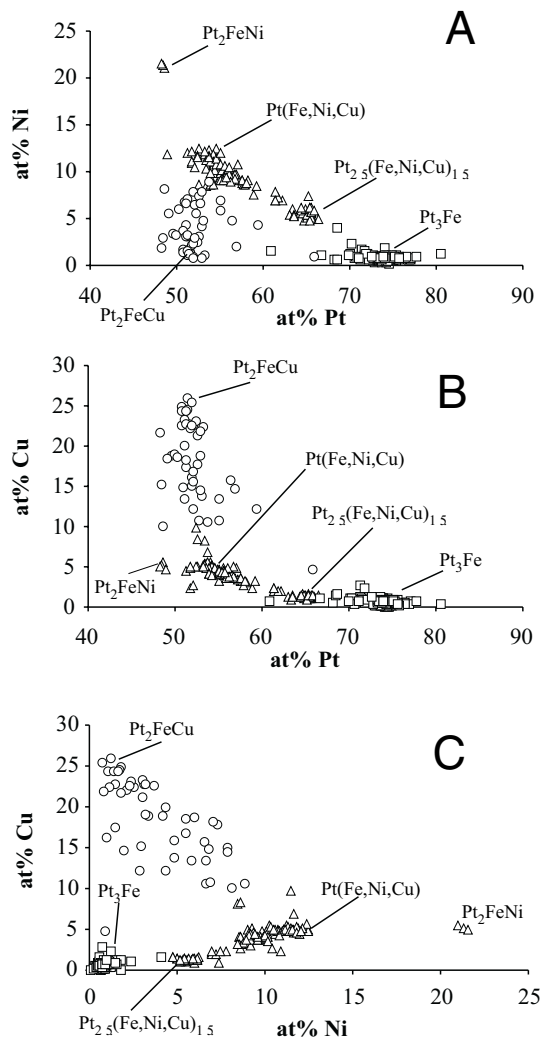 A
25
20
15
10
5
0
at% Ni
40 50 60 70 80 90
at% Pt
Pt2FeNi
Pt(Fe,Ni,Cu)
Pt2 5(Fe,Ni,Cu)1 5
Pt3Fe
Pt2FeCu
B
30
25
20
15
10
5
0
at% Cu
40 50 60 70 80 90
at% Pt
Pt2FeCu
Pt(Fe,Ni,Cu)
Pt2 5(Fe,Ni,Cu)1 5
Pt3Fe
Pt2FeNi
C
30
25
20
15
10
5
0
at% Cu
0 5 10 15 20 25
at% Ni
Pt2FeCu
Pt3Fe
Pt(Fe,Ni,Cu)
Pt2FeNi
Pt2 5(Fe,Ni,Cu)1 5